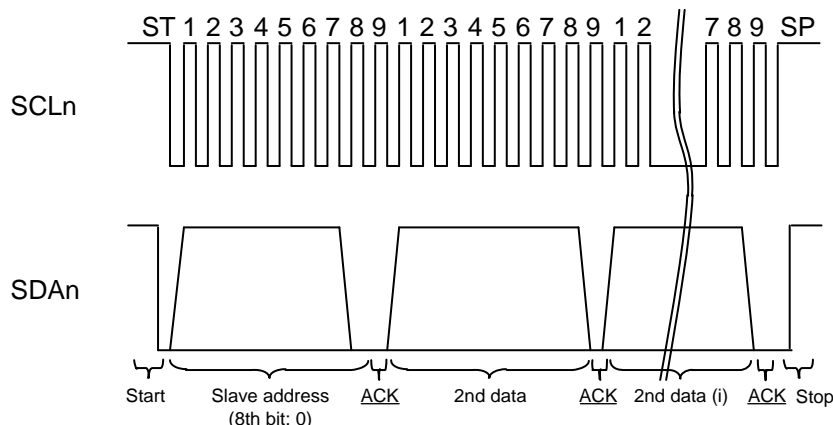 ST 1 2 3 4 5 6 7 8 9 1 2 3 4 5 6 7 8 9 1 2 7 8 9 SP
SCLn
SDAn
Start Slave address ACK 2nd data ACK 2nd data (i) ACK Stop
(8th bit: 0)